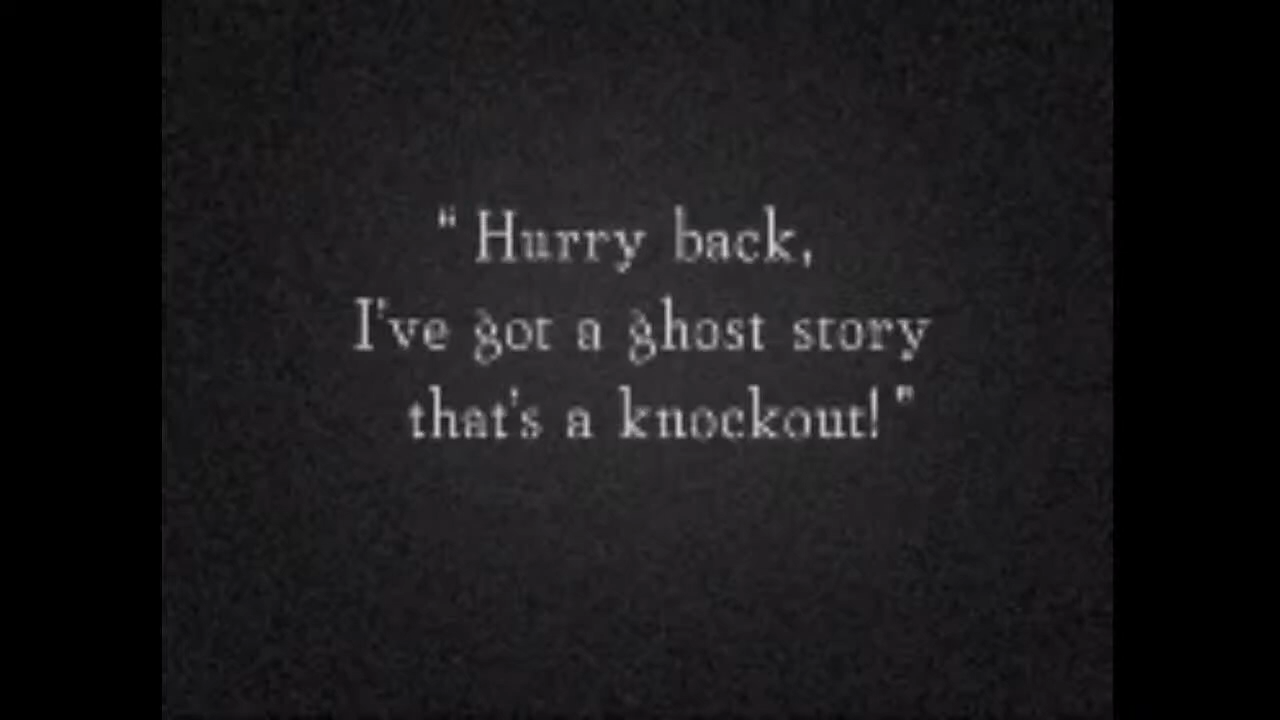 " Hurry back,
I've got a ghost story
that's a knockout! "